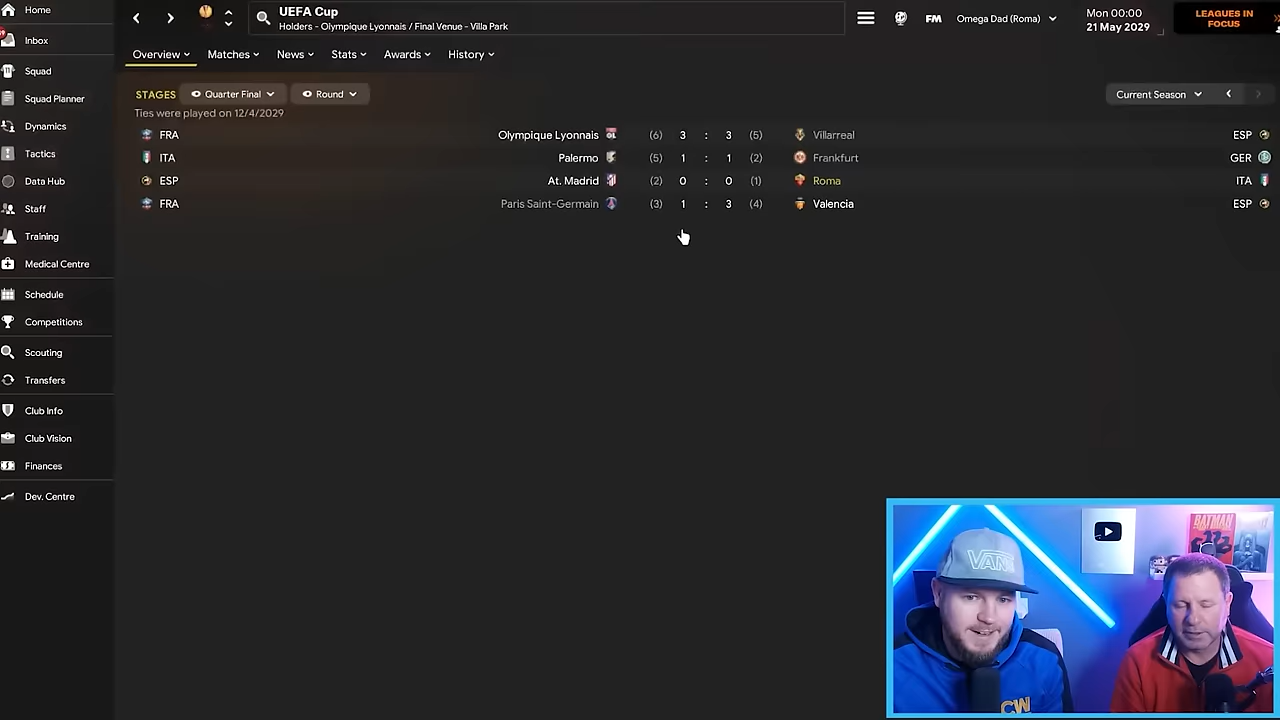 Home
UEFA Cup
Holders - Olympique Lyonnais / Final Venue - Villa Park
FM
Omega Dad (Roma)
Mon 00:00
21 May 2029
LEAGUES IN
FOCUS
Inbox
Overview
Matches
News
Stats
Awards
History
Squad
Squad Planner
Dynamics
Tactics
Data Hub
Staff
Training
Medical Centre
Schedule
Competitions
Scouting
Transfers
Club Info
Club Vision
Finances
Dev. Centre
STAGES Quarter Final Round
Current Season
Ties were played on 12/4/2029
FRA Olympique Lyonnais (6) 3 : 3 (5) Villarreal ESP
ITA Palermo (5) 1 : 1 (2) Frankfurt GER
ESP At. Madrid (2) 0 : 0 (1) Roma ITA
FRA Paris Saint-Germain (3) 1 : 3 (4) Valencia ESP
VANS
BATMAN
CW